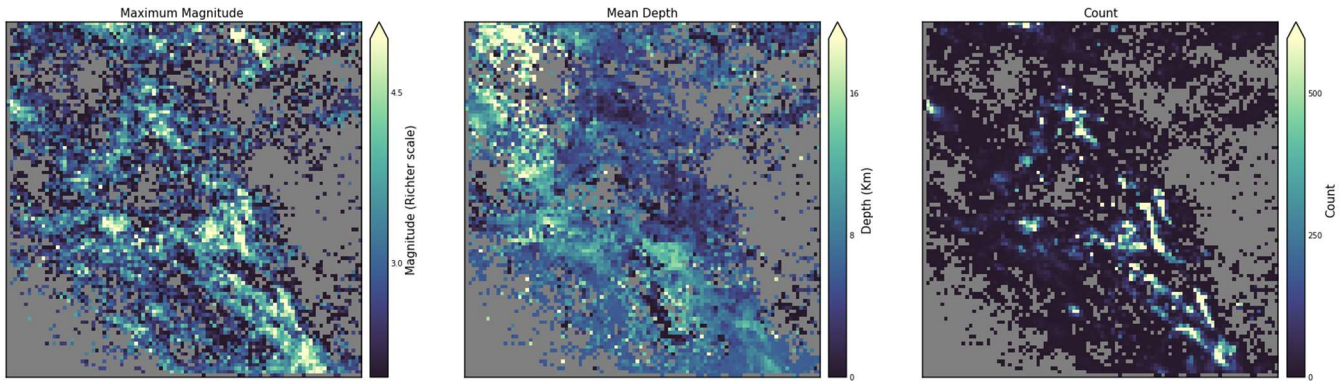 Maximum Magnitude
4.5
3.0
Magnitude (Richter scale)
Mean Depth
16
8
0
Depth (Km)
Count
500
250
0
Count